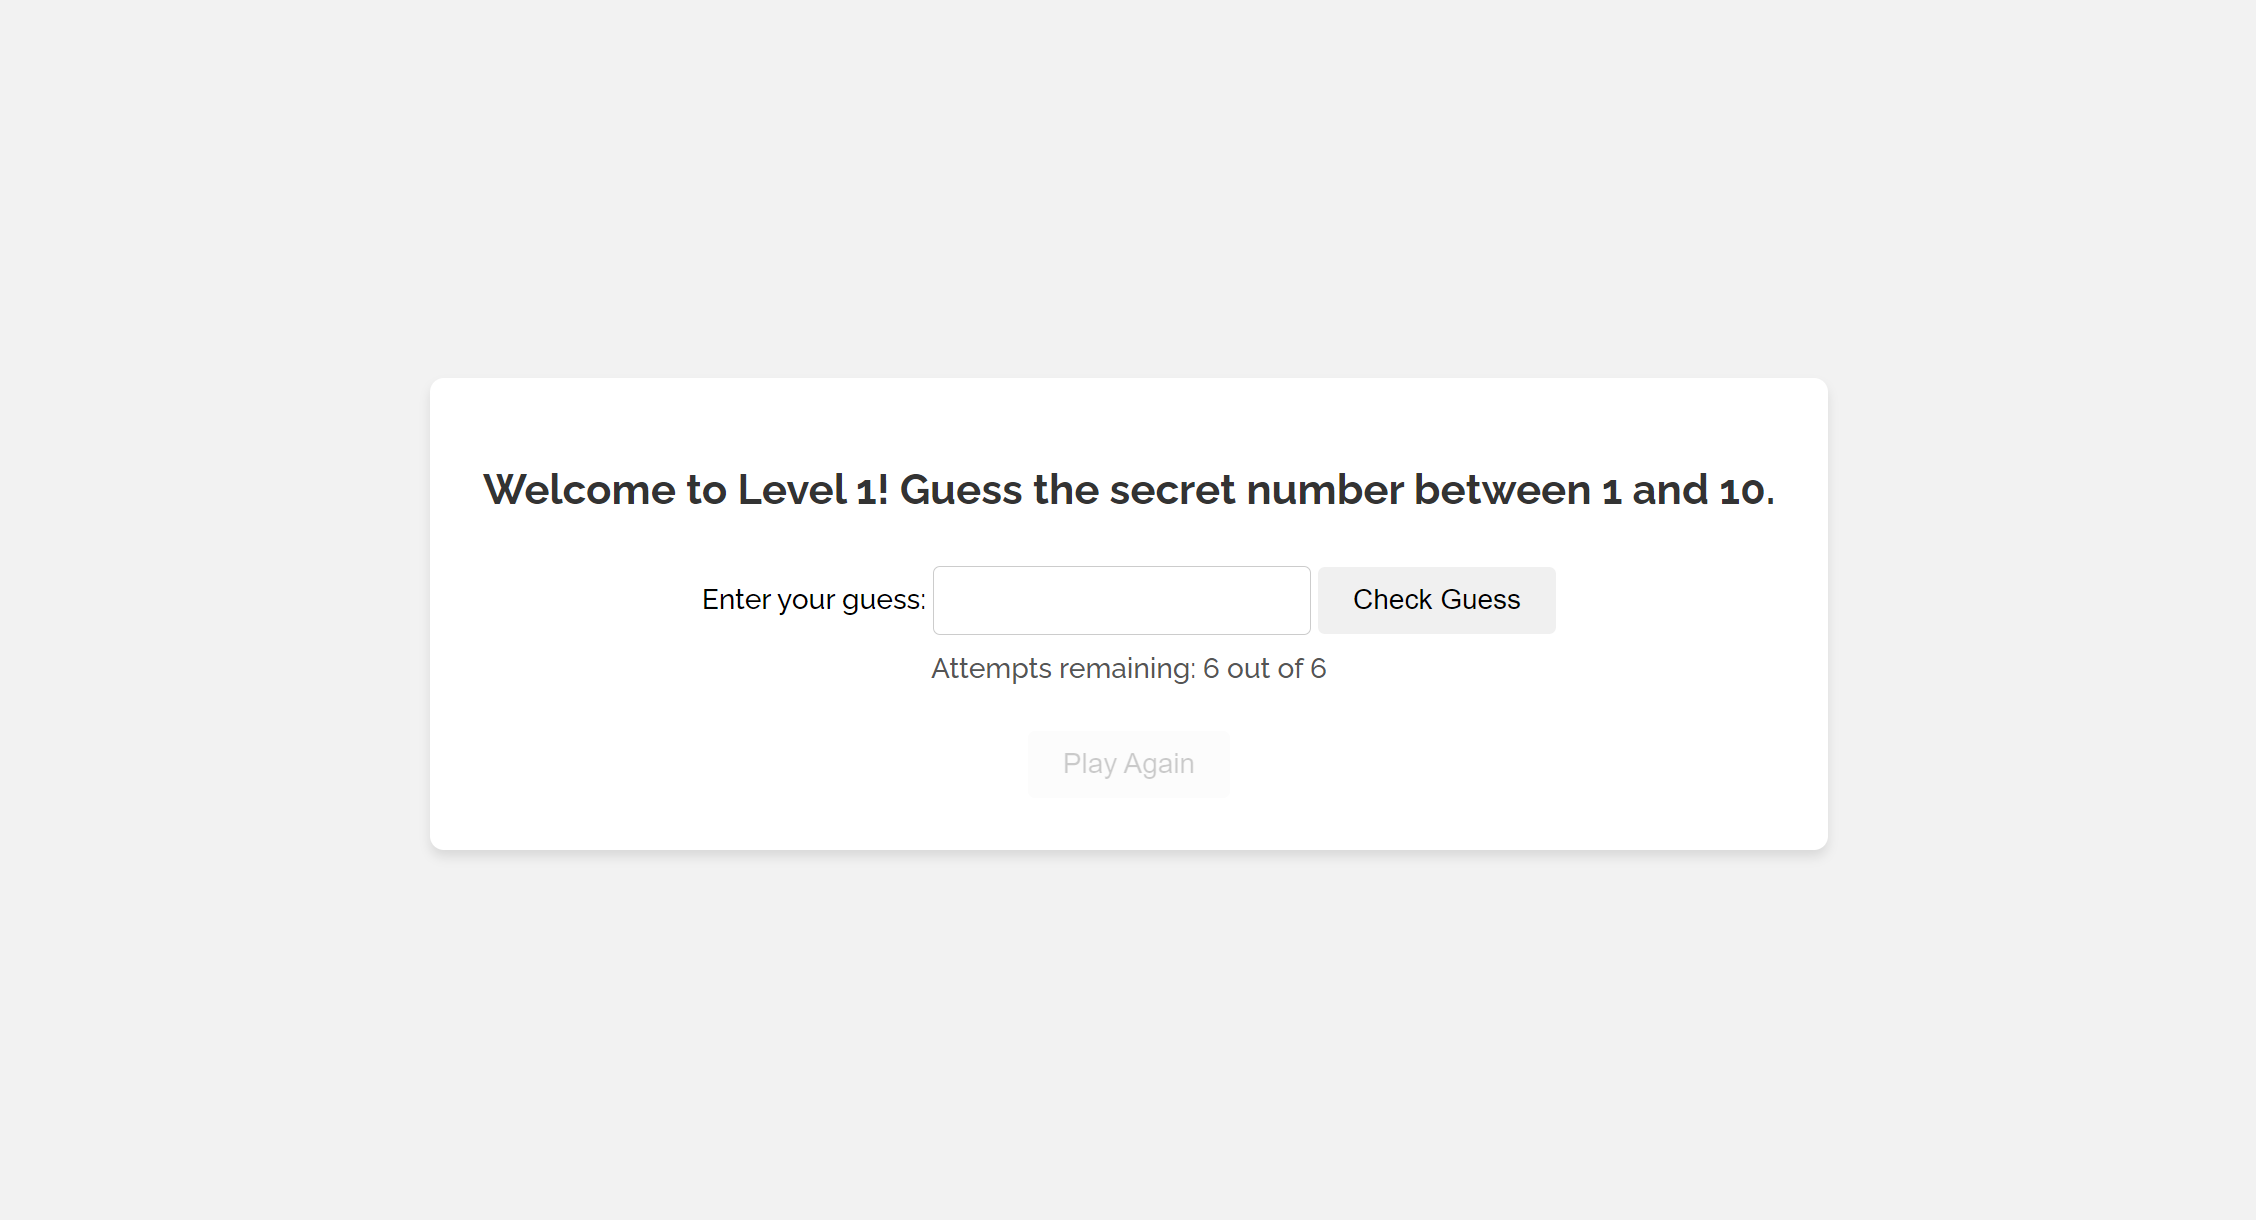 Welcome to Level 1! Guess the secret number between 1 and 10.
Enter your guess: Check Guess
Attempts remaining: 6 out of 6
Play Again